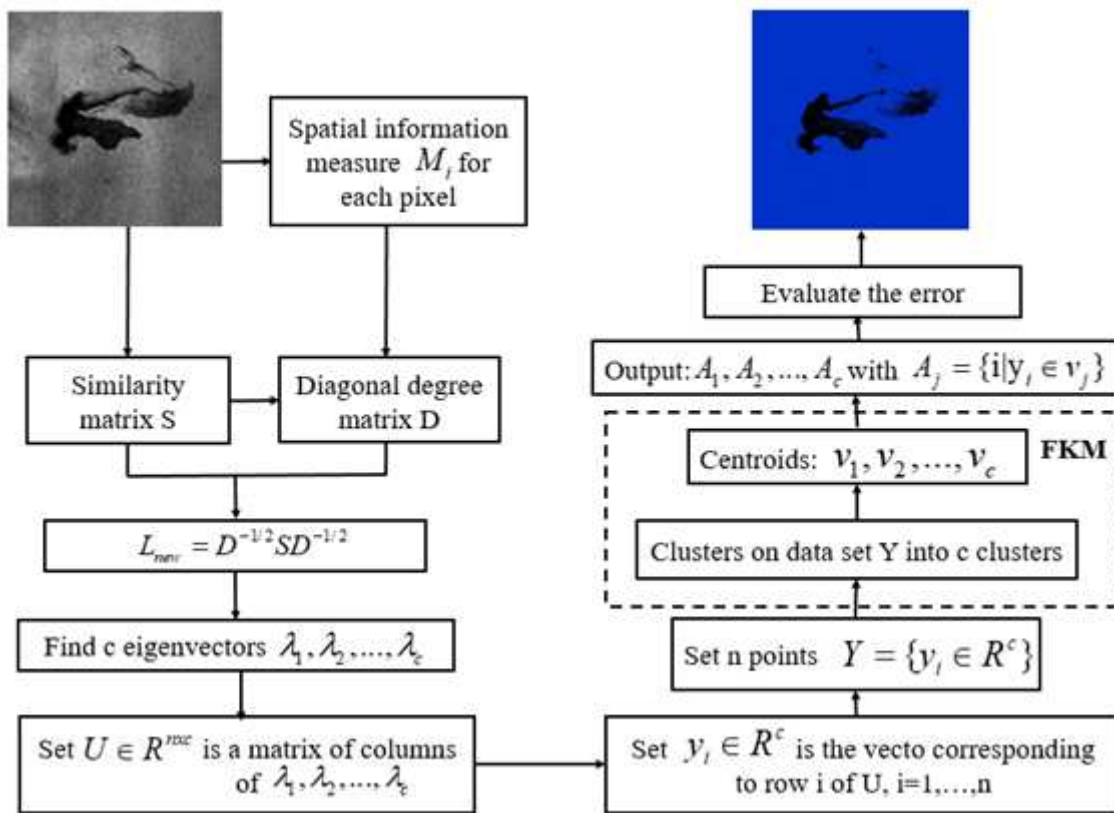 Spatial information
measure M_i for
each pixel
Similarity
matrix S
Diagonal degree
matrix D
L_new = D^{-1/2}SD^{-1/2}
Find c eigenvectors λ_1, λ_2, ..., λ_c
Set U ∈ R^{nxc} is a matrix of columns
of λ_1, λ_2, ..., λ_c
Set y_i ∈ R^c is the vecto corresponding
to row i of U, i=1,…,n
Set n points Y = {y_i ∈ R^c}
Clusters on data set Y into c clusters
Centroids: v_1, v_2, ..., v_c
FKM
Output: A_1, A_2, ..., A_c with A_j = {i|y_i ∈ v_j}
Evaluate the error